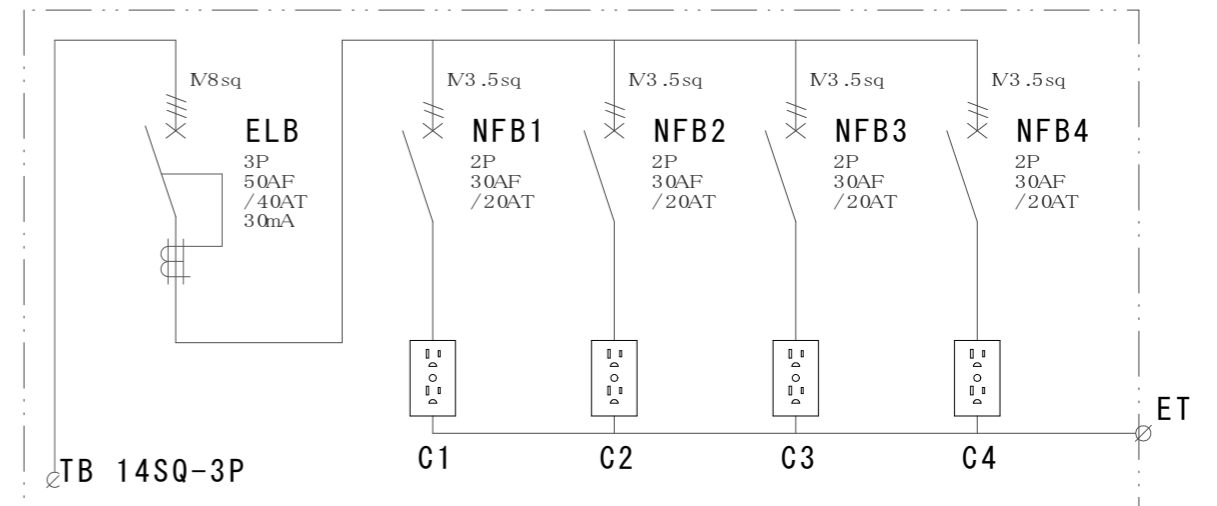 IV8sq
IV3.5sq
IV3.5sq
IV3.5sq
IV3.5sq
ELB
3P
50AF
/40AT
30mA
NFB1
2P
30AF
/20AT
NFB2
2P
30AF
/20AT
NFB3
2P
30AF
/20AT
NFB4
2P
30AF
/20AT
ET
C1
C2
C3
C4
TB 14SQ-3P